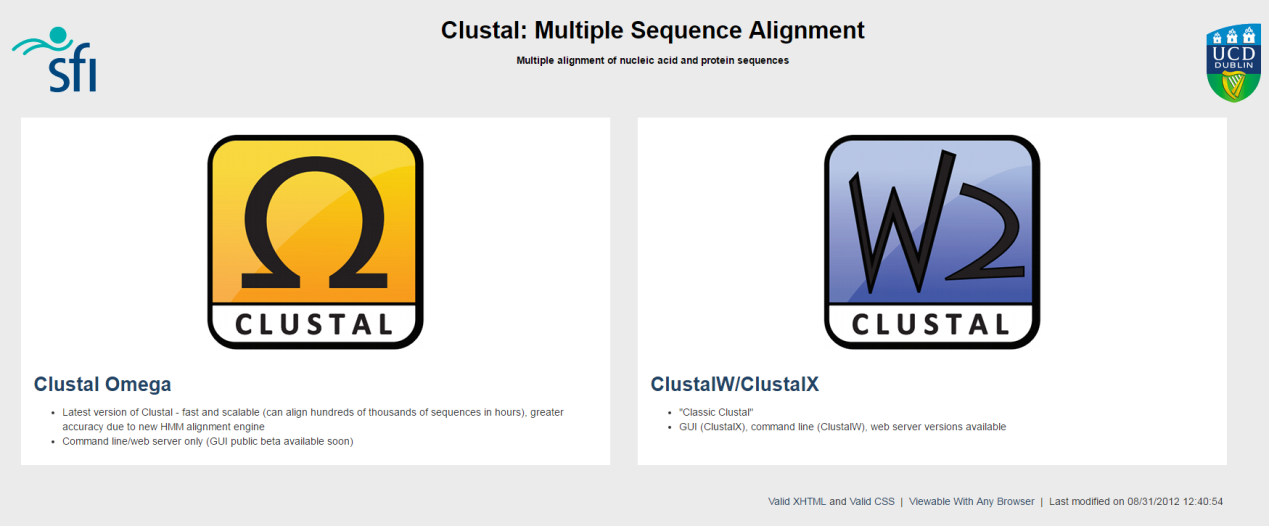 Clustal: Multiple Sequence Alignment
Multiple alignment of nucleic acid and protein sequences
sfi
UCD
DUBLIN
Ω
CLUSTAL
W2
CLUSTAL
Clustal Omega
Latest version of Clustal - fast and scalable (can align hundreds of thousands of sequences in hours), greater
accuracy due to new HMM alignment engine
Command line/web server only (GUI public beta available soon)
ClustalW/ClustalX
"Classic Clustal"
GUI (ClustalX), command line (ClustalW), web server versions available
Valid XHTML and Valid CSS | Viewable With Any Browser | Last modified on 08/31/2012 12:40:54